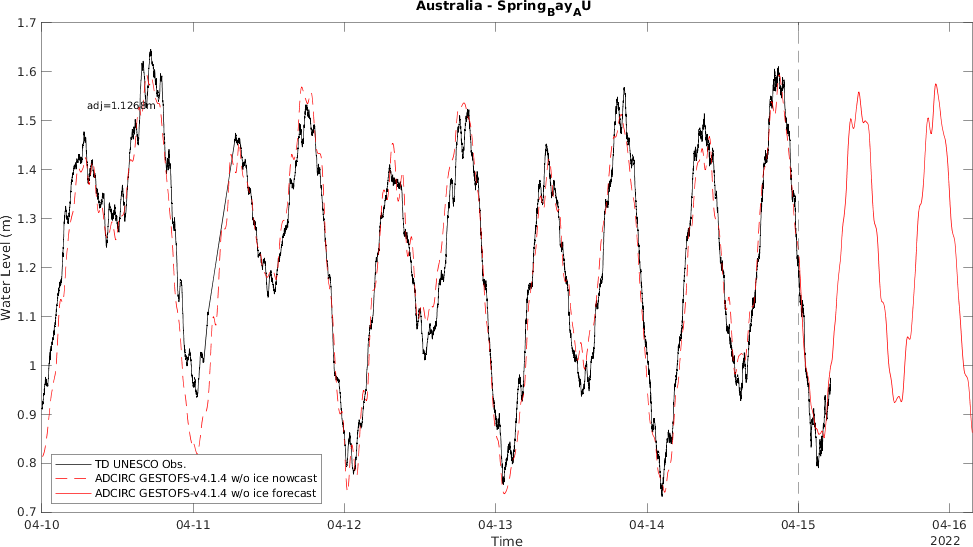 Australia - SpringBayAU
1.7
1.6
1.5
1.4
1.3
1.2
1.1
1
0.9
0.8
0.7
Water Level (m)
adj=1.1268m
TD UNESCO Obs.
ADCIRC GESTOFS-v4.1.4 w/o ice nowcast
ADCIRC GESTOFS-v4.1.4 w/o ice forecast
04-10 04-11 04-12 04-13 04-14 04-15 04-16
Time 2022